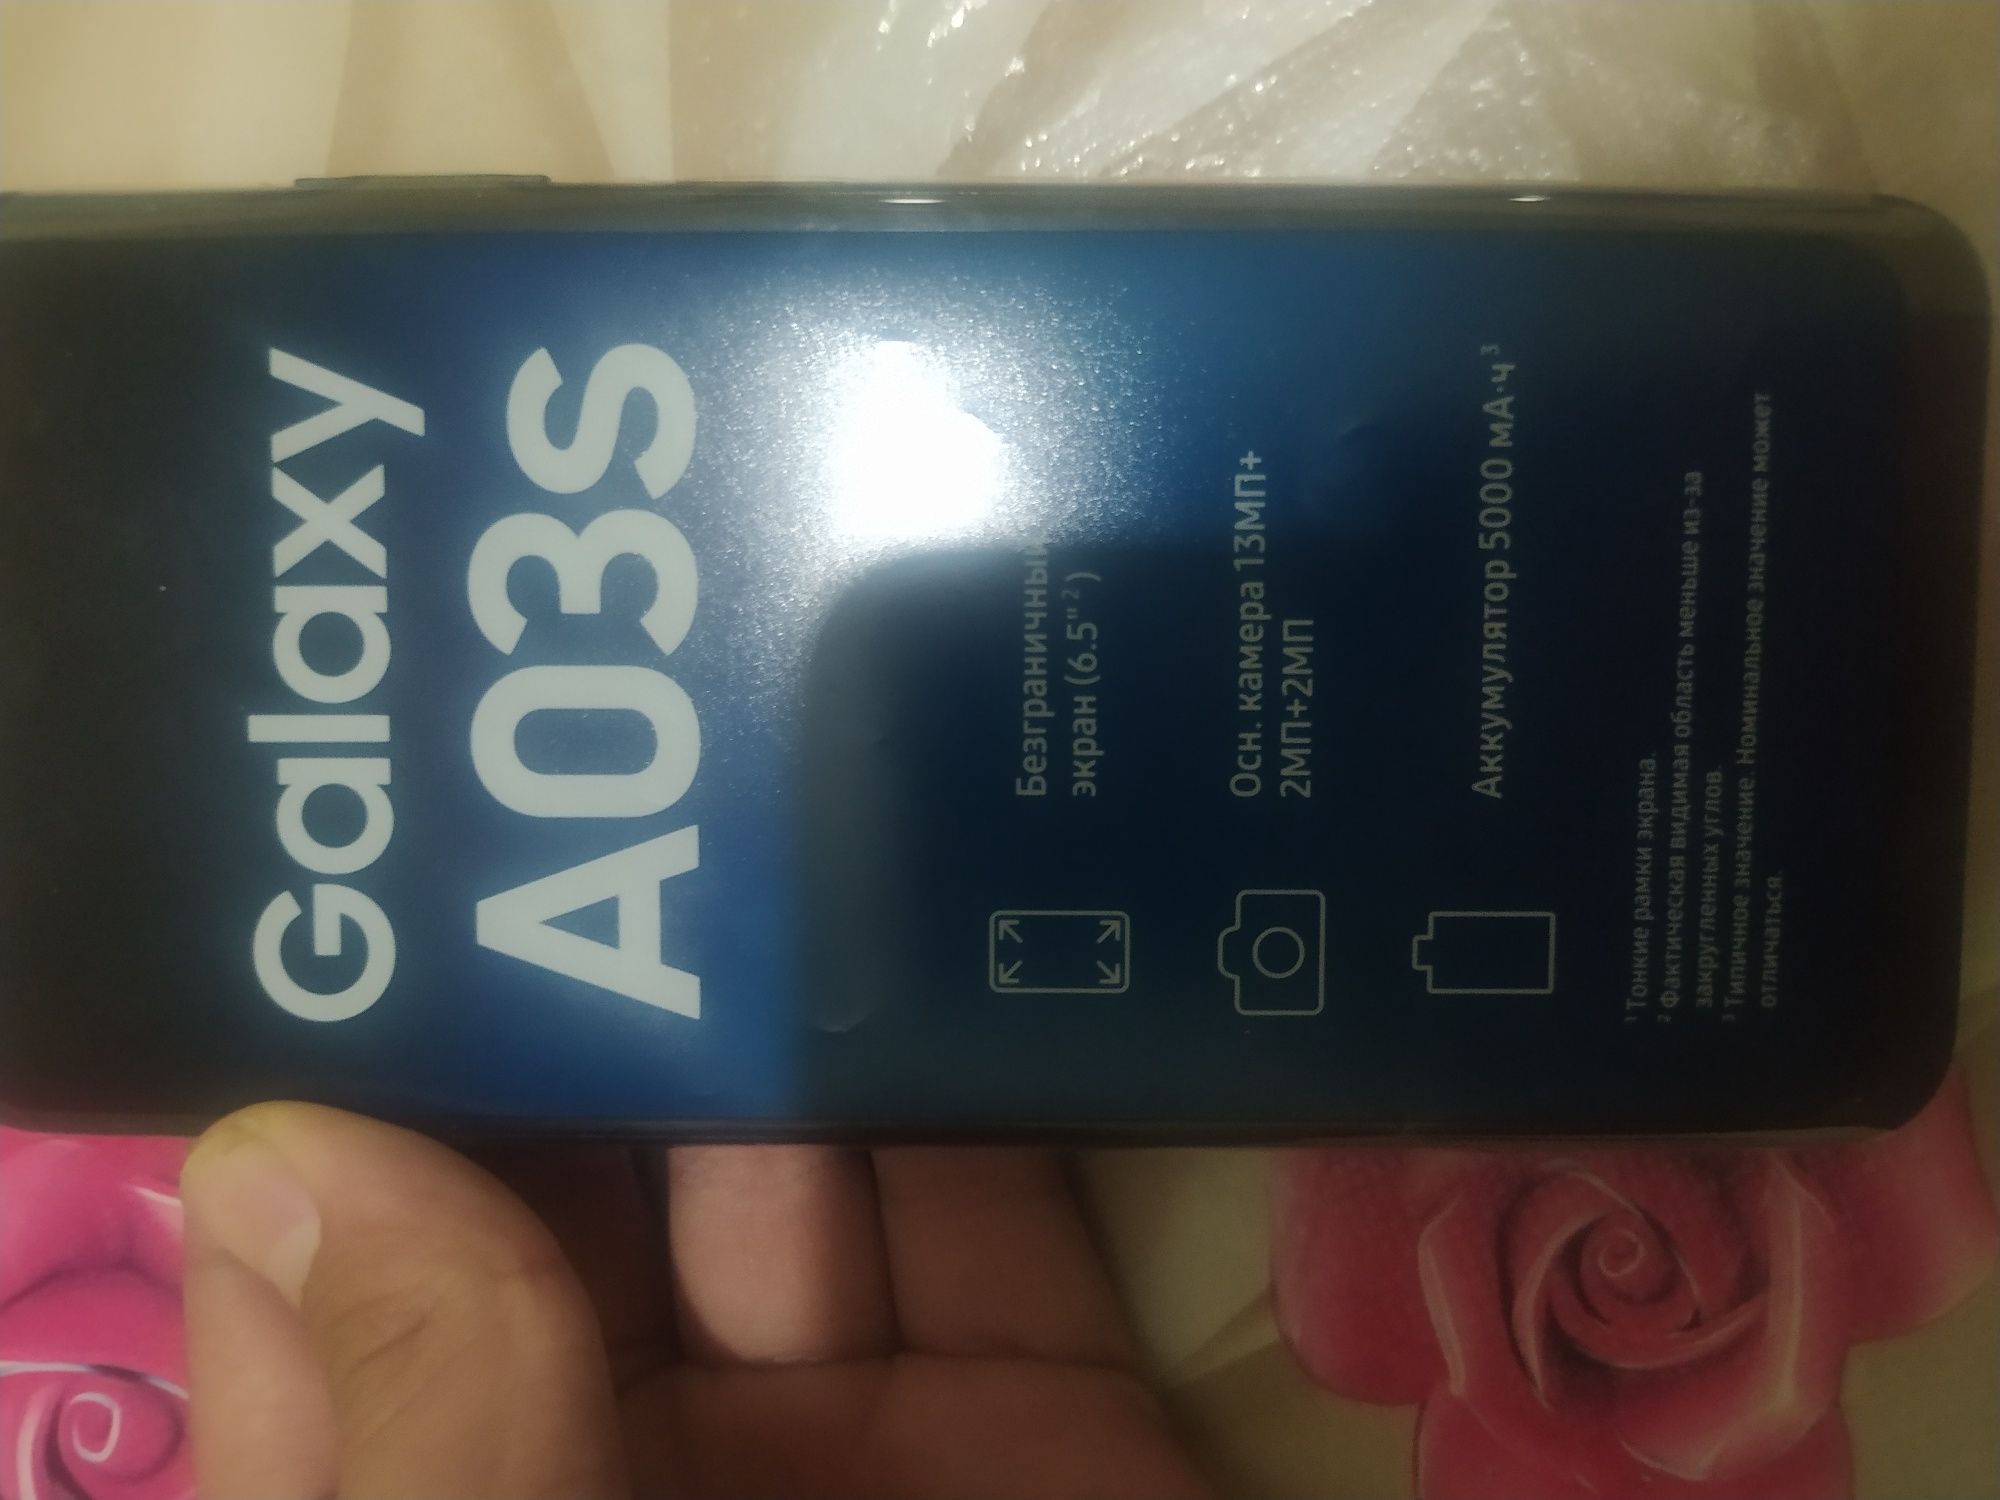 Galaxy
A03s
Безграничный
экран (6.5"²)
Осн. камера 13МП+
2МП+2МП
Аккумулятор 5000 мА·ч³
¹ Тонкие рамки экрана.
² Фактическая видимая область меньше из-за
закругленных углов.
³ Типичное значение. Номинальное значение может
отличаться.